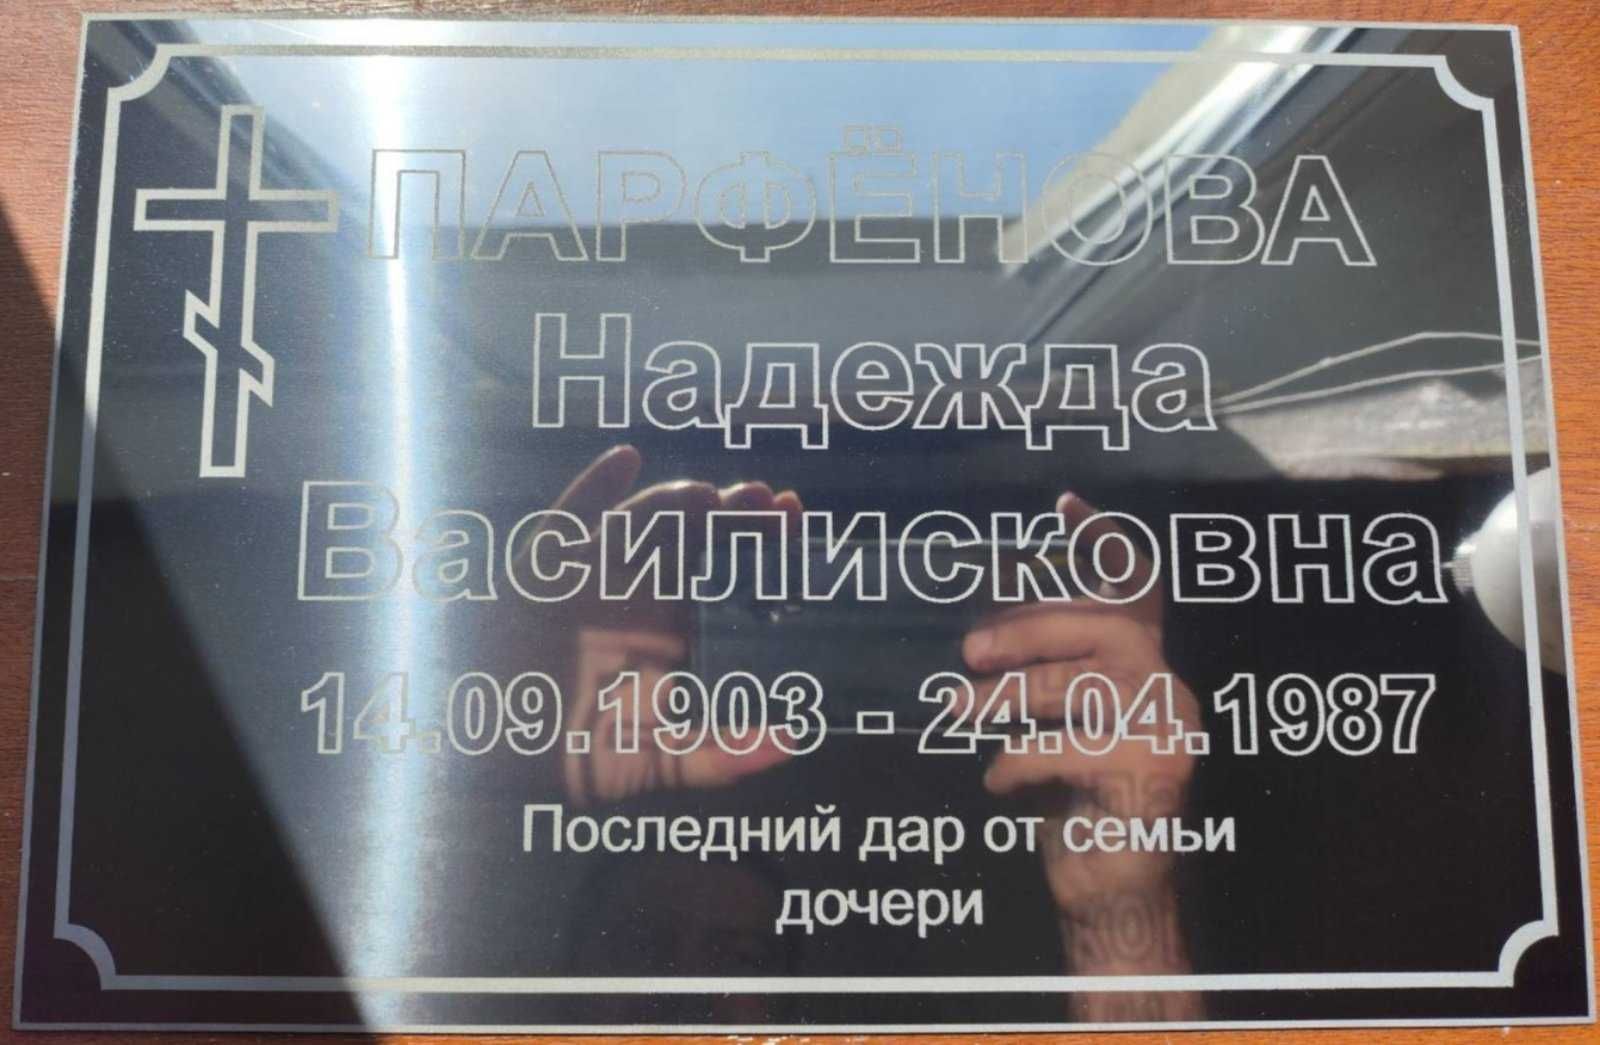 ПАРФЁНОВА
Надежда
Василисковна
14.09.1903 - 24.04.1987
Последний дар от семьи
дочери